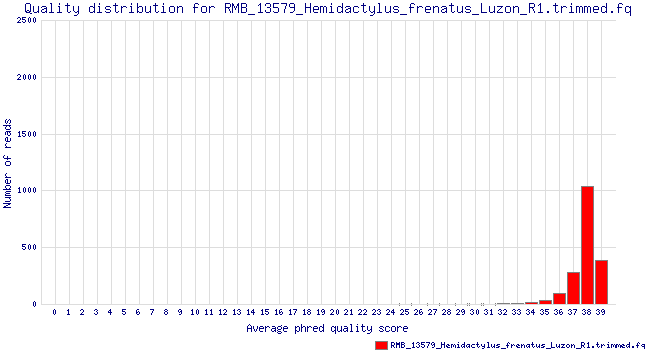 Quality distribution for RMB_13579_Hemidactylus_frenatus_Luzon_R1.trimmed.fq
2500
2000
1500
1000
500
0
Number of reads
0 1 2 3 4 5 6 7 8 9 10 11 12 13 14 15 16 17 18 19 20 21 22 23 24 25 26 27 28 29 30 31 32 33 34 35 36 37 38 39
Average phred quality score
RMB_13579_Hemidactylus_frenatus_Luzon_R1.trimmed.fq